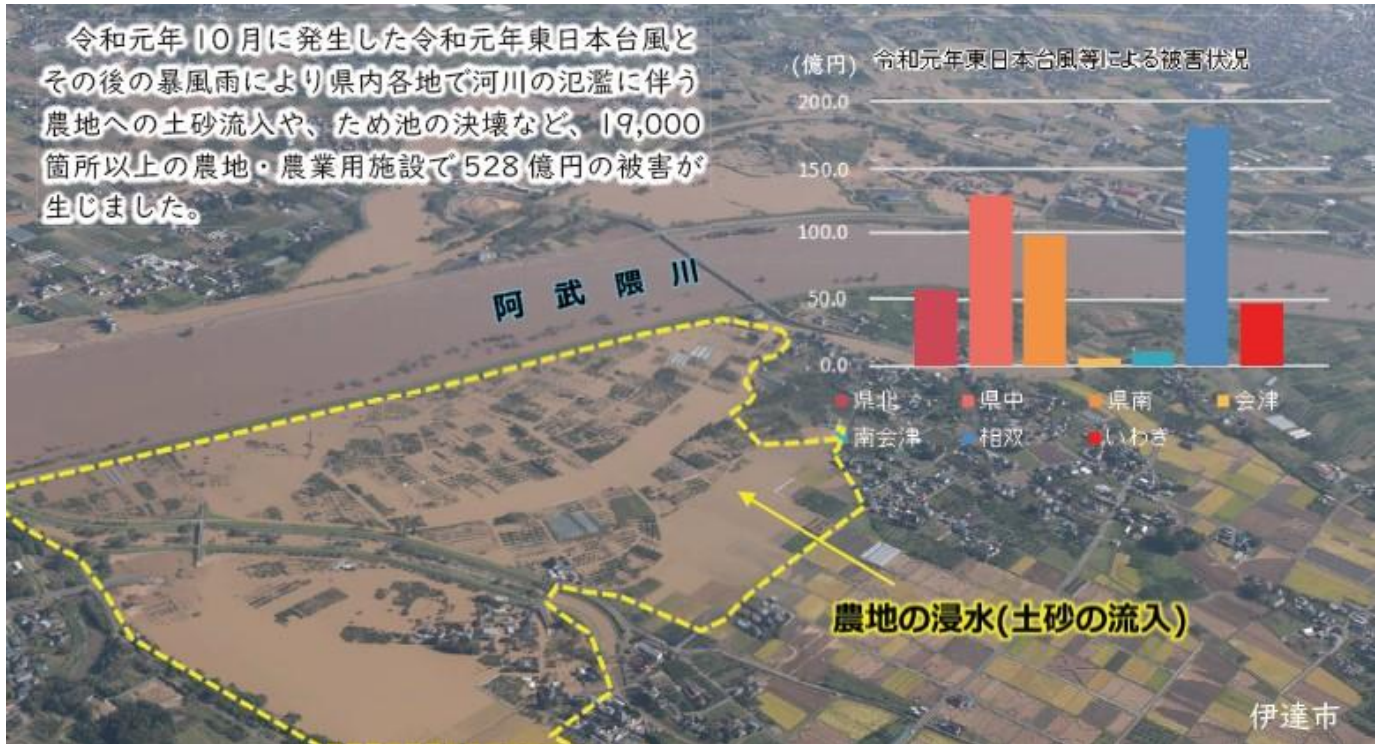 令和元年10月に発生した令和元年東日本台風と
その後の暴風雨により県内各地で河川の氾濫に伴う
農地への土砂流入や、ため池の決壊など、19,000
箇所以上の農地・農業用施設で528億円の被害が
生じました。
(億円) 令和元年東日本台風等による被害状況
200.0
150.0
100.0
50.0
0.0
県北 県中 県南 会津
南会津 相双 いわき
阿武隈川
農地の浸水(土砂の流入)
伊達市